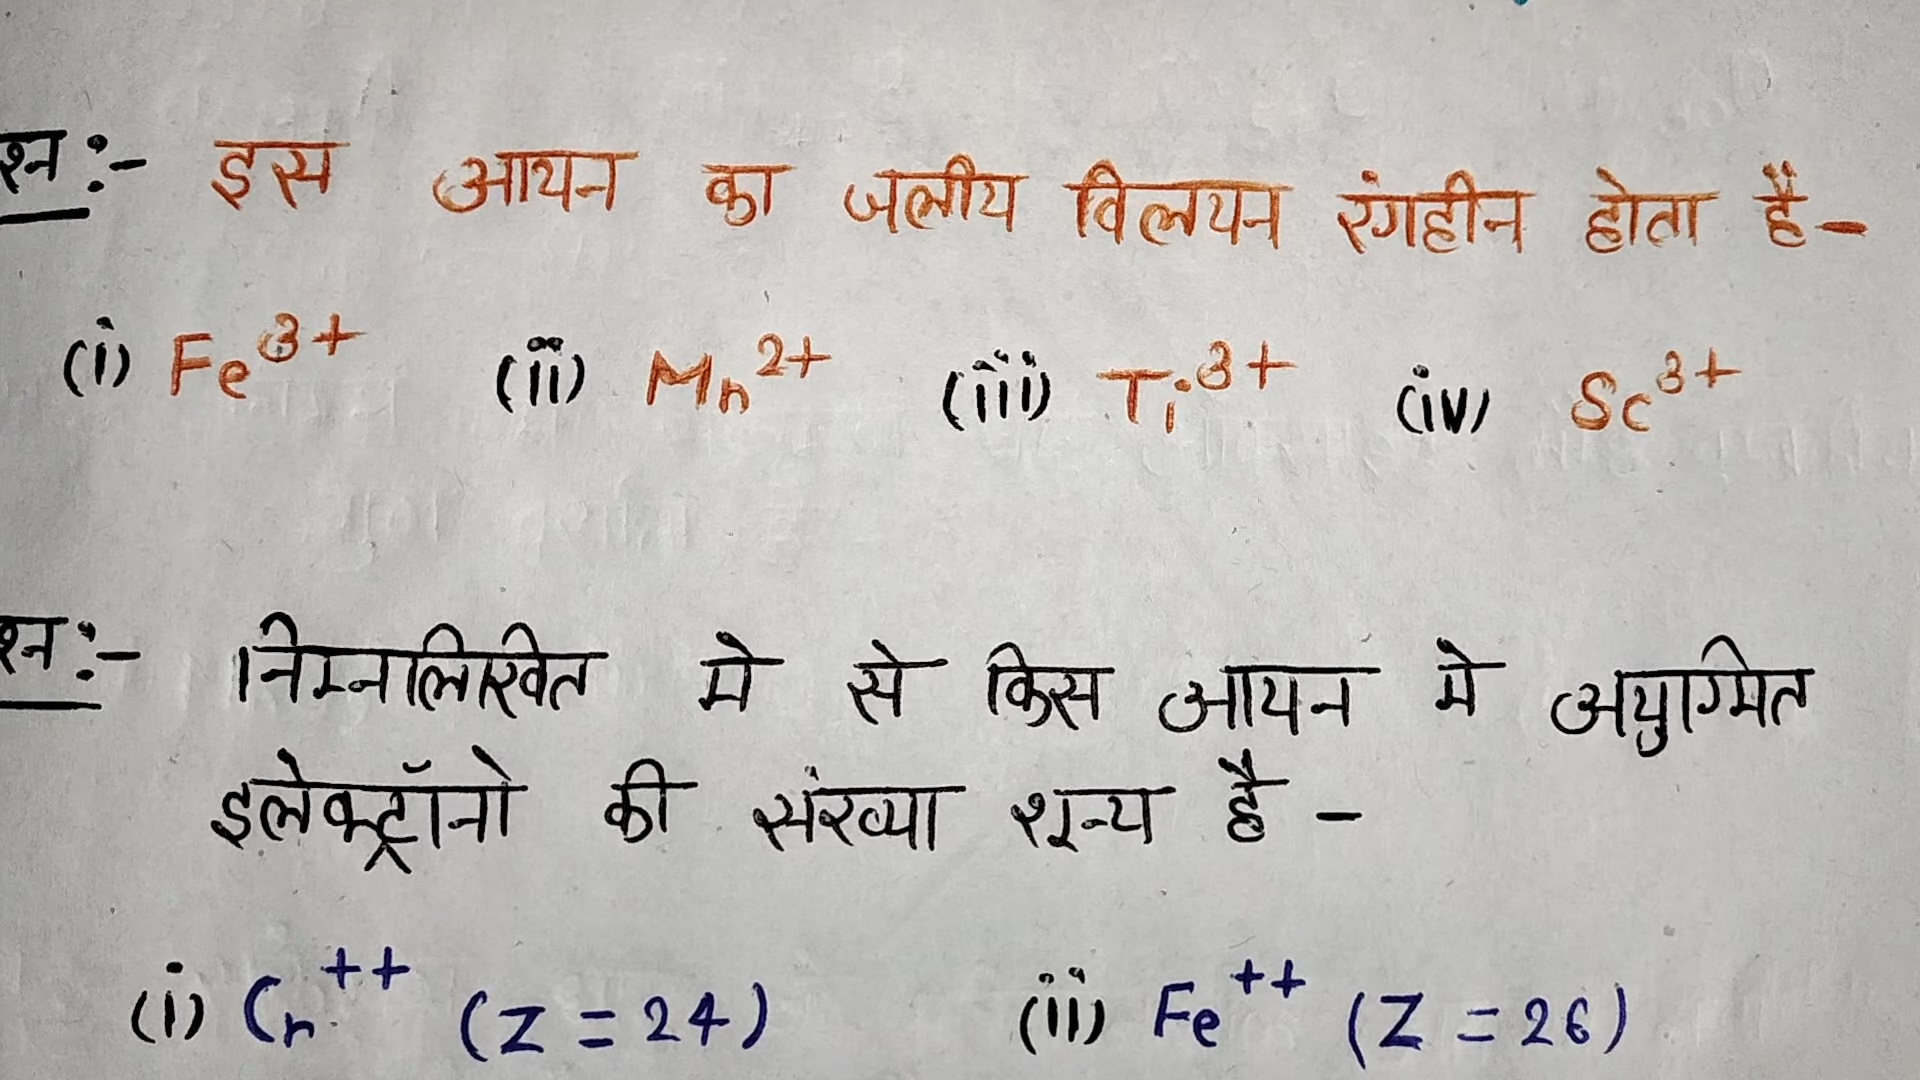 श्न :- इस आयन का जलीय विलयन रंगहीन होता हैं -
(i) Fe3+ (ii) Mn2+ (iii) Ti3+ (iv) Sc3+
श्न :- निम्नलिखित मे से किस आयन मे अयुग्मित
इलेक्ट्रॉनो की संख्या शून्य है -
(i) Cr++ (Z = 24) (ii) Fe++ (Z = 26)